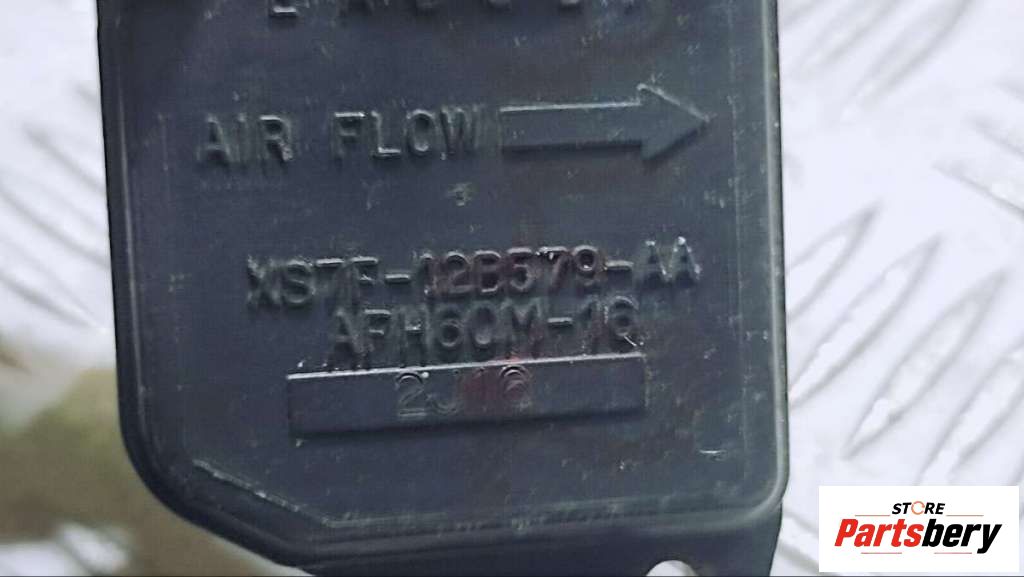 AIR FLOW
XS7F-12B579-AA
AFH60M-16
STORE
Partsbery